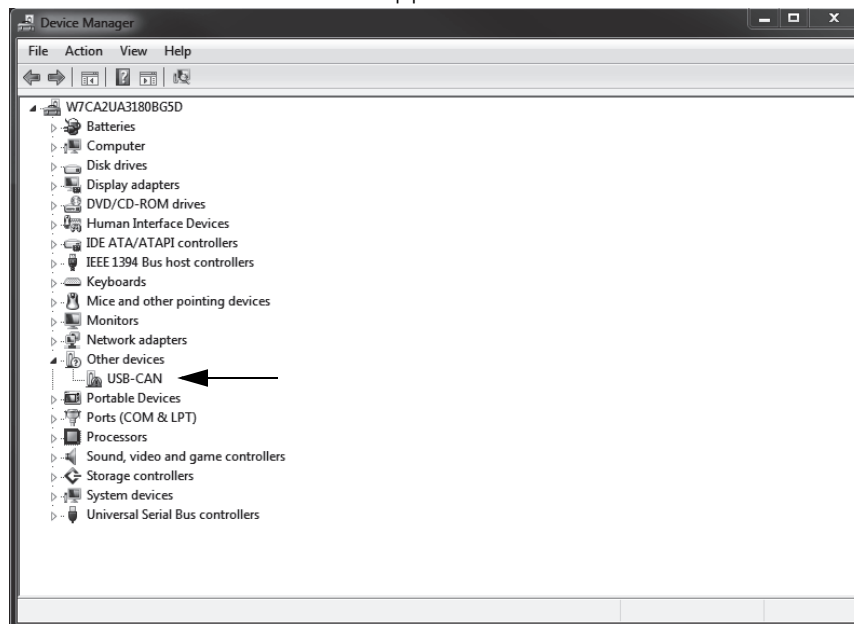 Device Manager
File Action View Help
W7CA2UA3180BG5D
Batteries
Computer
Disk drives
Display adapters
DVD/CD-ROM drives
Human Interface Devices
IDE ATA/ATAPI controllers
IEEE 1394 Bus host controllers
Keyboards
Mice and other pointing devices
Monitors
Network adapters
Other devices
USB-CAN
Portable Devices
Ports (COM & LPT)
Processors
Sound, video and game controllers
Storage controllers
System devices
Universal Serial Bus controllers